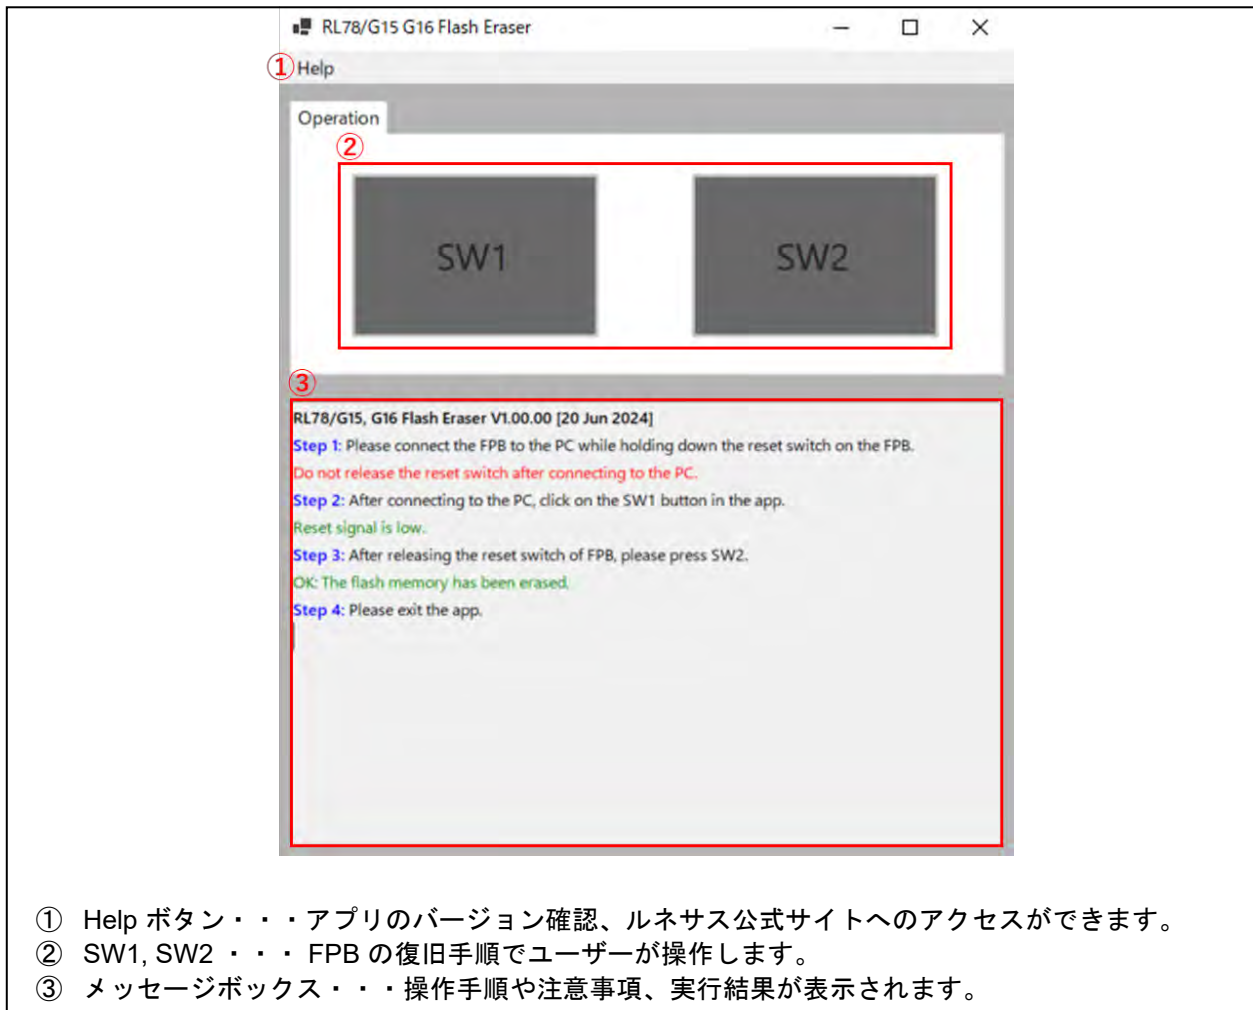 RL78/G15 G16 Flash Eraser
① Help
Operation
②
SW1 SW2
③
RL78/G15, G16 Flash Eraser V1.00.00 [20 Jun 2024]
Step 1: Please connect the FPB to the PC while holding down the reset switch on the FPB.
Do not release the reset switch after connecting to the PC.
Step 2: After connecting to the PC, click on the SW1 button in the app.
Reset signal is low.
Step 3: After releasing the reset switch of FPB, please press SW2.
OK: The flash memory has been erased.
Step 4: Please exit the app.
① Help ボタン・・・アプリのバージョン確認、ルネサス公式サイトへのアクセスができます。
② SW1, SW2 ・・・ FPB の復旧手順でユーザーが操作します。
③ メッセージボックス・・・操作手順や注意事項、実行結果が表示されます。